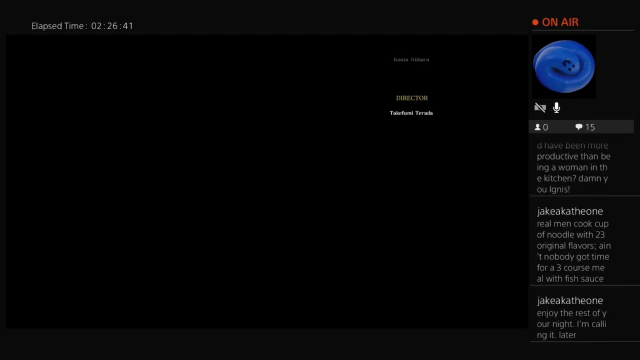 Elapsed Time : 02:26:41
ON AIR
DIRECTOR
Takefumi Terada
0
15
d have been more
productive than be
ing a woman in th
e kitchen? damn y
ou Ignis!
jakeakatheone
real men cook cup
of noodle with 23
original flavors; ain
't nobody got time
for a 3 course me
al with fish sauce
jakeakatheone
enjoy the rest of y
our night. I'm calli
ng it. later